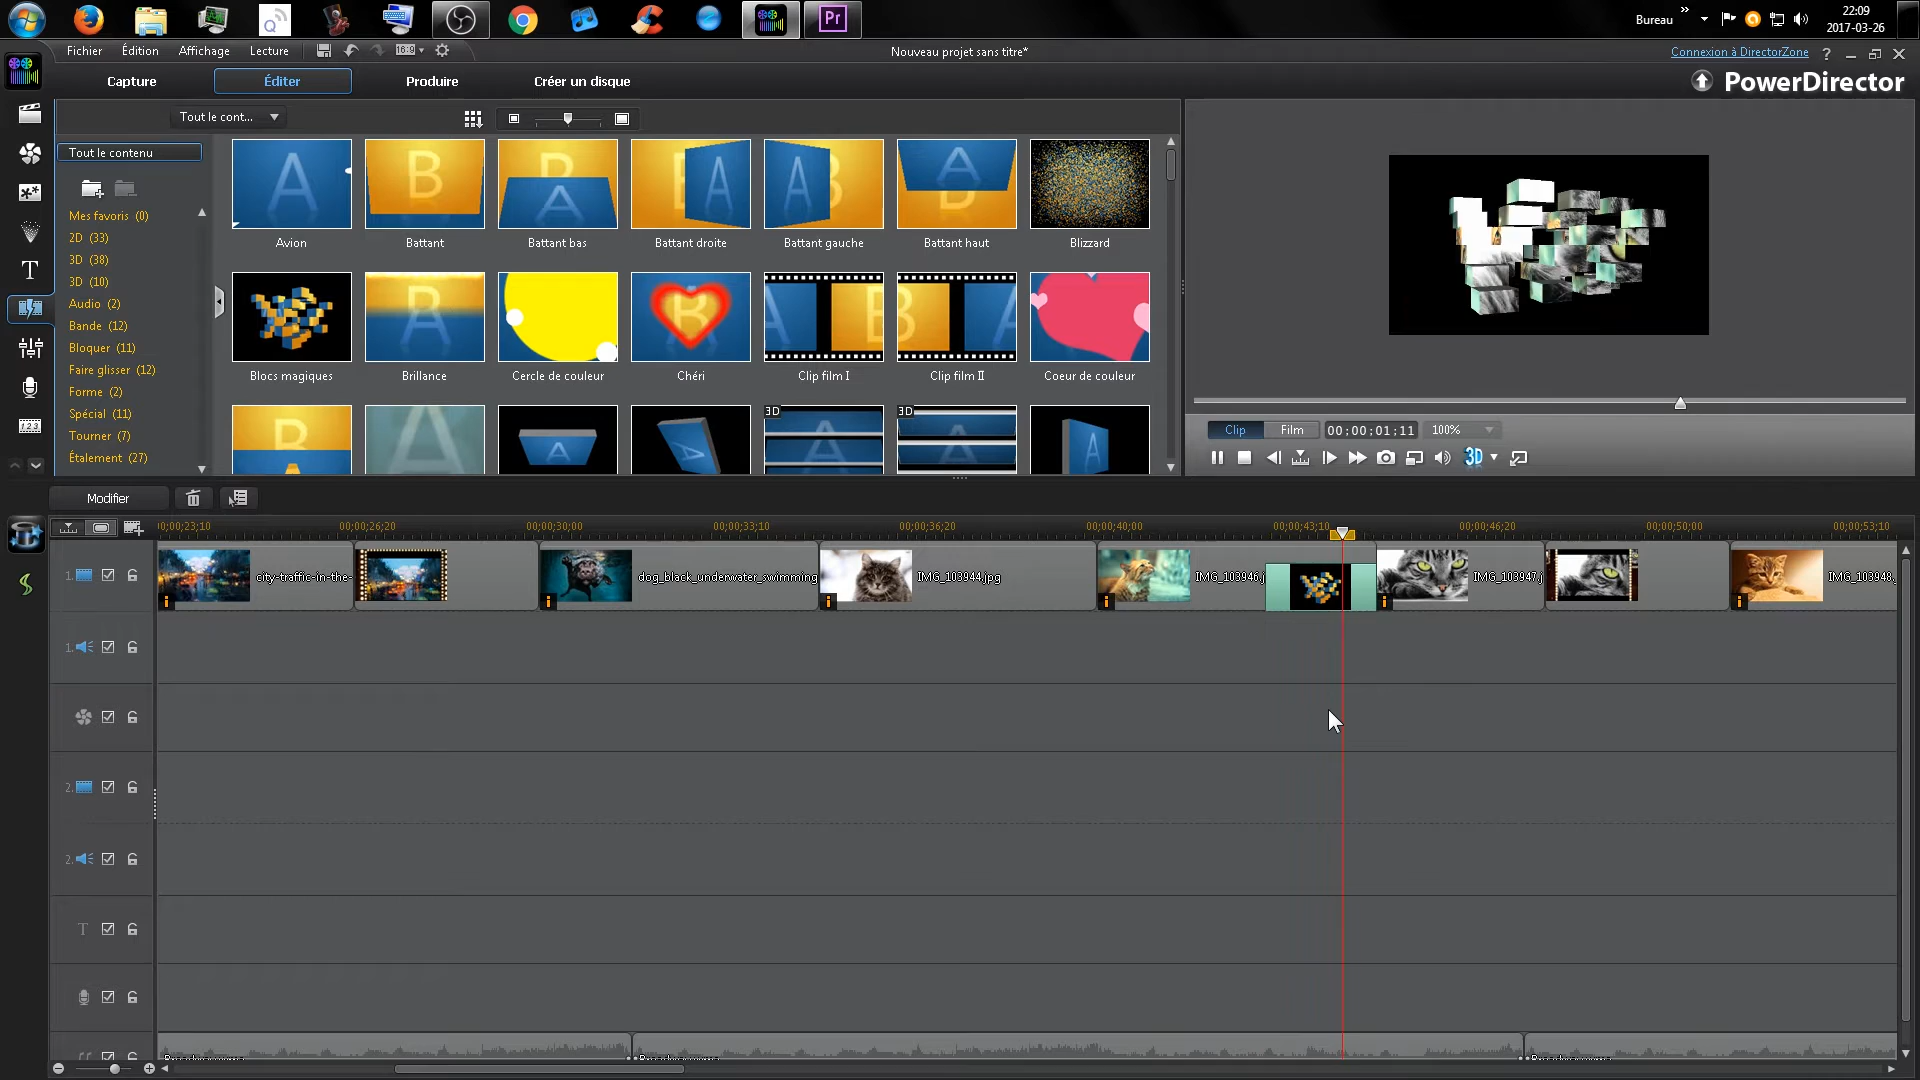 Bureau
»
22:09
2017-03-26
Pr
Fichier
Édition
Affichage
Lecture
16:9
Nouveau projet sans titre*
Connexion à DirectorZone
?
Capture
Éditer
Produire
Créer un disque
PowerDirector
Tout le cont...
Tout le contenu
Mes favoris (0)
2D (33)
3D (38)
3D (10)
Audio (2)
Bande (12)
Bloquer (11)
Faire glisser (12)
Forme (2)
Spécial (11)
Tourner (7)
Étalement (27)
Avion
Battant
Battant bas
Battant droite
Battant gauche
Battant haut
Blizzard
Blocs magiques
Brillance
Cercle de couleur
Chéri
Clip film I
Clip film II
Coeur de couleur
3D
3D
Clip
Film
00;00;01;11
100%
3D
Modifier
00;00;26;20
00;00;30;00
00;00;33;10
00;00;36;20
00;00;40;00
00;00;43;10
00;00;46;20
00;00;50;00
00;00;53;10
1.
city-traffic-in-the-
dog_black_underwater_swimming
IMG_103944.jpg
IMG_103946.j
IMG_103947.j
IMG_103948.
1.
2.
2.
T